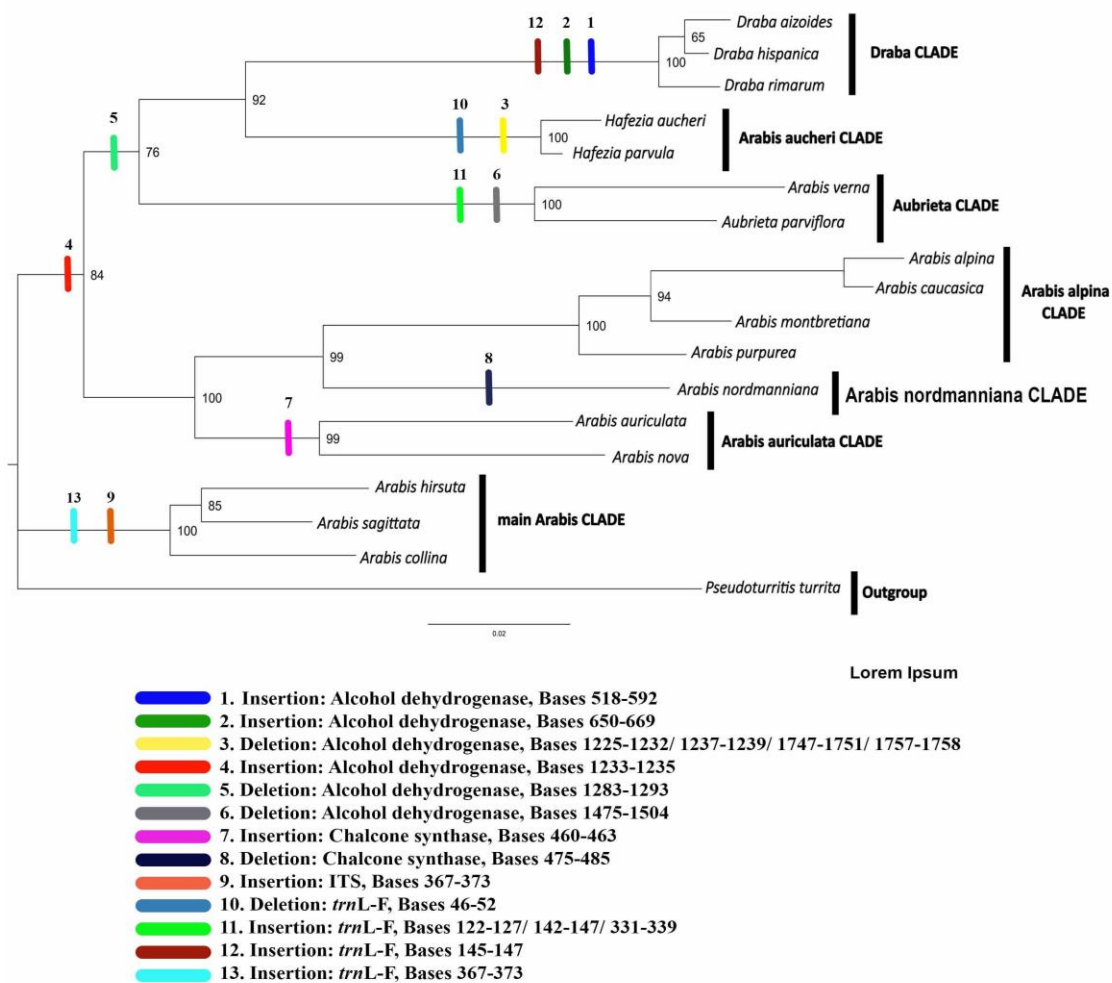 12 2 1
Draba aizoides
65
Draba hispanica
Draba CLADE
100
Draba rimarum
92
10 3
Hafezia aucheri
100
Arabis aucheri CLADE
Hafezia parvula
5
76
11 6
Arabis verna
100
Aubrieta CLADE
Aubrieta parviflora
4
84
Arabis alpina
Arabis caucasica
94
Arabis alpina
CLADE
Arabis montbretiana
100
Arabis purpurea
99
8
Arabis nordmanniana
Arabis nordmanniana CLADE
100
7
Arabis auriculata
99
Arabis auriculata CLADE
Arabis nova
13 9
Arabis hirsuta
85
Arabis sagittata
main Arabis CLADE
100
Arabis collina
Pseudoturritis turrita
Outgroup
0.02
Lorem Ipsum
1. Insertion: Alcohol dehydrogenase, Bases 518-592
2. Insertion: Alcohol dehydrogenase, Bases 650-669
3. Deletion: Alcohol dehydrogenase, Bases 1225-1232/ 1237-1239/ 1747-1751/ 1757-1758
4. Insertion: Alcohol dehydrogenase, Bases 1233-1235
5. Deletion: Alcohol dehydrogenase, Bases 1283-1293
6. Deletion: Alcohol dehydrogenase, Bases 1475-1504
7. Insertion: Chalcone synthase, Bases 460-463
8. Deletion: Chalcone synthase, Bases 475-485
9. Insertion: ITS, Bases 367-373
10. Deletion: trnL-F, Bases 46-52
11. Insertion: trnL-F, Bases 122-127/ 142-147/ 331-339
12. Insertion: trnL-F, Bases 145-147
13. Insertion: trnL-F, Bases 367-373